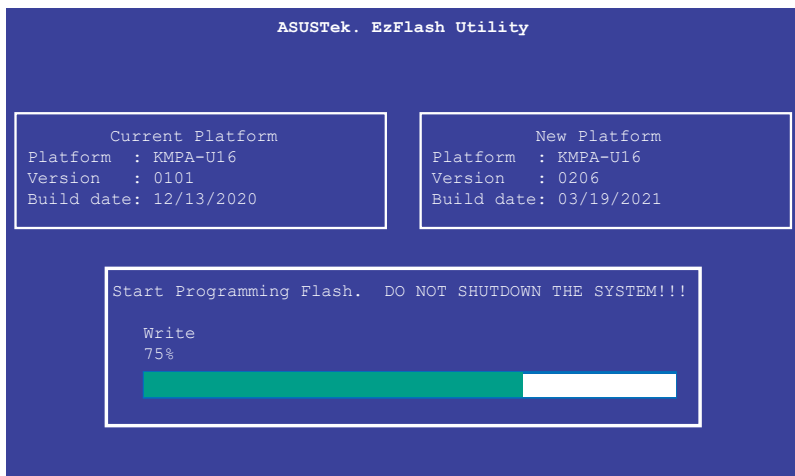 ASUSTek. EzFlash Utility
Current Platform
Platform : KMPA-U16
Version : 0101
Build date: 12/13/2020
New Platform
Platform : KMPA-U16
Version : 0206
Build date: 03/19/2021
Start Programming Flash. DO NOT SHUTDOWN THE SYSTEM!!!
Write
75%